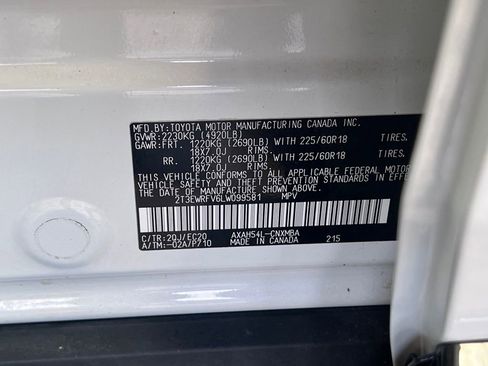 MFD.BY:TOYOTA MOTOR MANUFACTURING CANADA INC.
GVWR:2230KG (4920LB)
GAWR:FRT. 1220KG (2690LB) WITH 225/60R18 TIRES.
18X7.0J RIMS.
RR. 1220KG (2690LB) WITH 225/60R18 TIRES.
18X7.0J RIMS.
THIS VEHICLE CONFORMS TO ALL APPLICABLE FEDERAL MOTOR
VEHICLE SAFETY AND THEFT PREVENTION STANDARDS IN EFFECT
THE DATE OF MANUFACTURE SHOWN
2T3EWRFV6LW099581 MPV
C/TR:20J/EC20 AXAH54L-CNXMBA 215
A/TM:-02A/P710 MADE IN CANADA